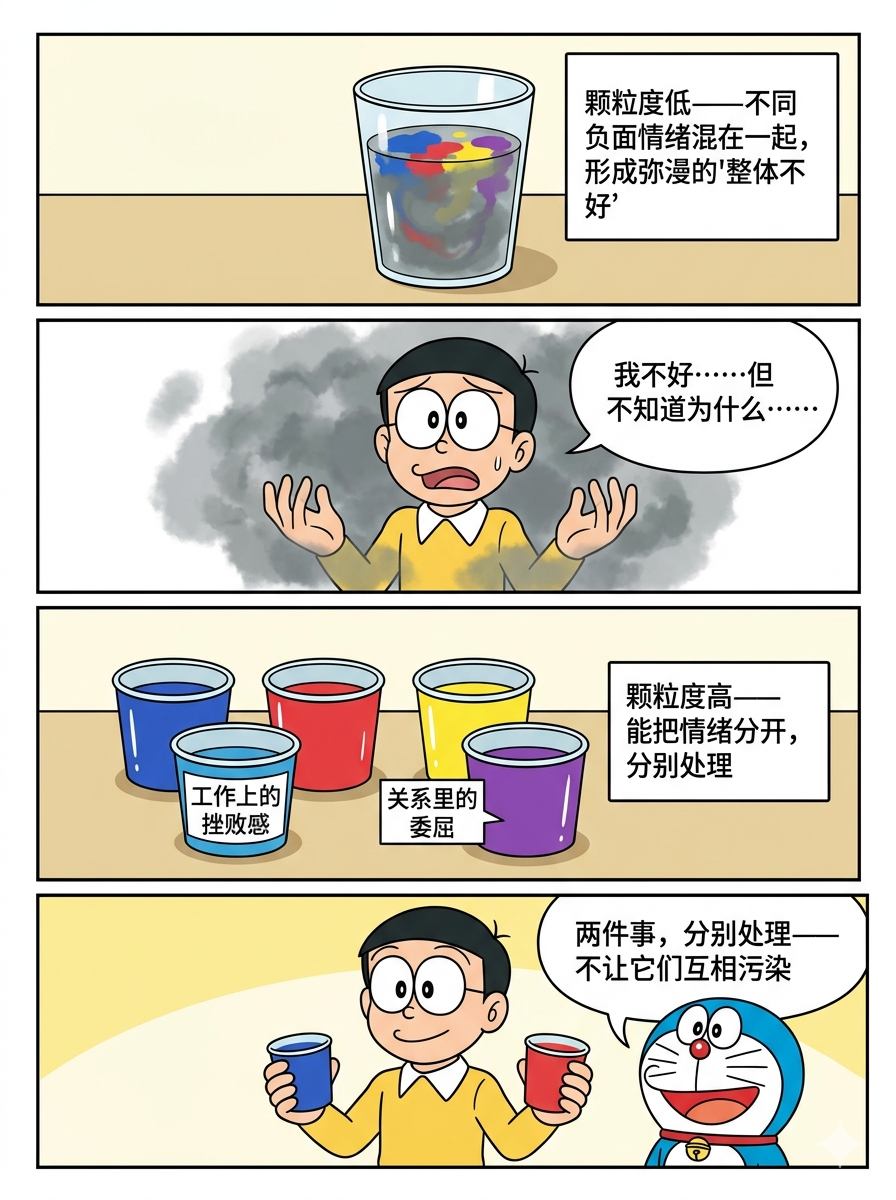 颗粒度低——不同
负面情绪混在一起，
形成弥漫的'整体不
好’
我不好……但
不知道为什么……
颗粒度高——
能把情绪分开，
分别处理
工作上的
挫败感
关系里的
委屈
两件事，分别处理——
不让它们互相污染